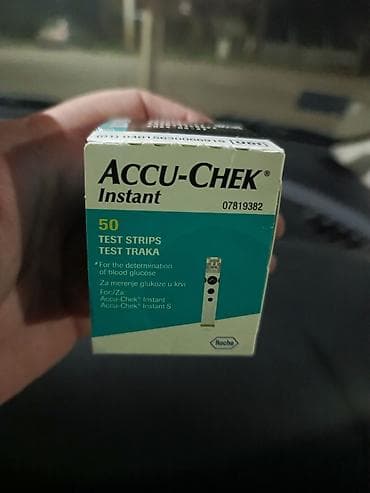 ACCU-CHEK®
Instant
07819382
50
TEST STRIPS
TEST TRAKA
*For the determination
of blood glucose
Za merenje glukoze u krvi
For:/Za:
Accu-Chek® Instant
Accu-Chek® Instant S
Roche